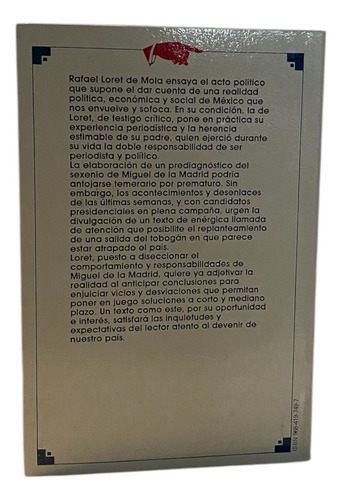 Rafael Loret de Mola ensaya el acto político
que supone el dar cuenta de una realidad
política, económica y social de México que
nos envuelve y sofoca. En su condición, la de
Loret, de testigo crítico, pone en práctica su
experiencia periodística y la herencia
estimable de su padre, quien ejerció durante
su vida la doble responsabilidad de ser
periodista y político.
La elaboración de un prediagnóstico del
sexenio de Miguel de la Madrid podría
antojarse temerario por prematuro. Sin
embargo, los acontecimientos y desenlaces
de las últimas semanas, y con candidatos
presidenciales en plena campaña, urgen la
divulgación de un texto de enérgica llamada
de atención que posibilite el replanteamiento
de una salida del tobogán en que parece
estar atrapado el país.
Loret, puesto a diseccionar el
comportamiento y responsabilidades de
Miguel de la Madrid, quiere ya adjetivar la
realidad al anticipar conclusiones para
enjuiciar vicios y desviaciones que permitan
poner en juego soluciones a corto y mediano
plazo. Un texto como este, por su oportunidad
e interés, satisfará las inquietudes y
expectativas del lector atento al devenir de
nuestro país.
ISBN 968-419-749-7